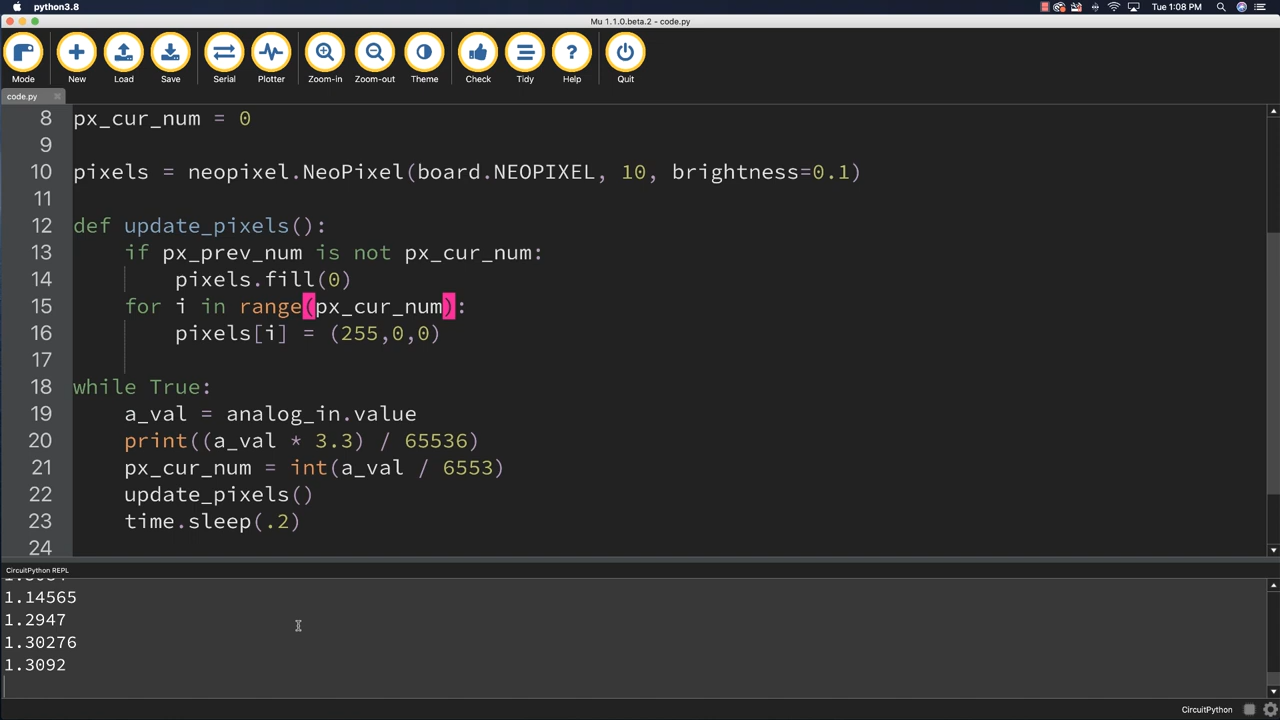 python3.8
Tue 1:08 PM
Mu 1.1.0.beta.2 - code.py
Mode New Load Save Serial Plotter Zoom-in Zoom-out Theme Check Tidy Help Quit
code.py
8 px_cur_num = 0
9
10 pixels = neopixel.NeoPixel(board.NEOPIXEL, 10, brightness=0.1)
11
12 def update_pixels():
13 if px_prev_num is not px_cur_num:
14 pixels.fill(0)
15 for i in range(px_cur_num):
16 pixels[i] = (255,0,0)
17
18 while True:
19 a_val = analog_in.value
20 print((a_val * 3.3) / 65536)
21 px_cur_num = int(a_val / 6553)
22 update_pixels()
23 time.sleep(.2)
24
CircuitPython REPL
1.14565
1.2947
1.30276
1.3092
CircuitPython